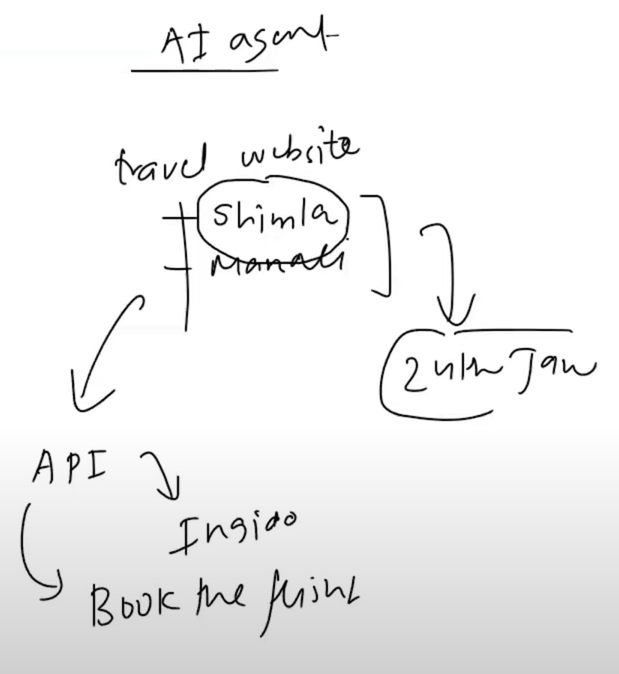 AI agent
travel website
Shimla
Manali
24th Jan
API
Indigo
Book the flight